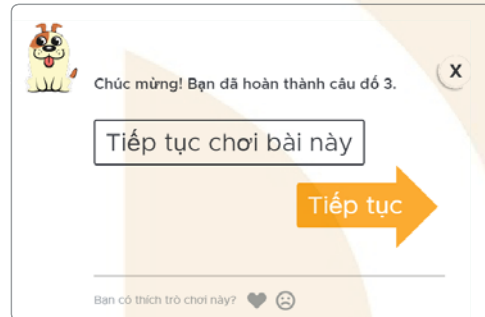 Chúc mừng! Bạn đã hoàn thành câu đố 3.
X
Tiếp tục chơi bài này
Tiếp tục
Bạn có thích trò chơi này?